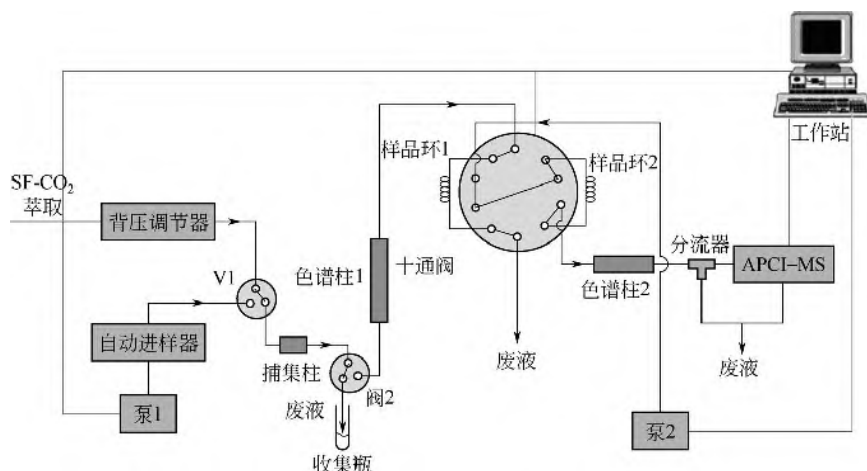 工作站
样品环1
样品环2
SF-CO₂
萃取
背压调节器
分流器
V1
色谱柱1
十通阀
APCI-MS
色谱柱2
自动进样器
捕集柱
废液
废液
阀2
废液
泵1
泵2
收集瓶